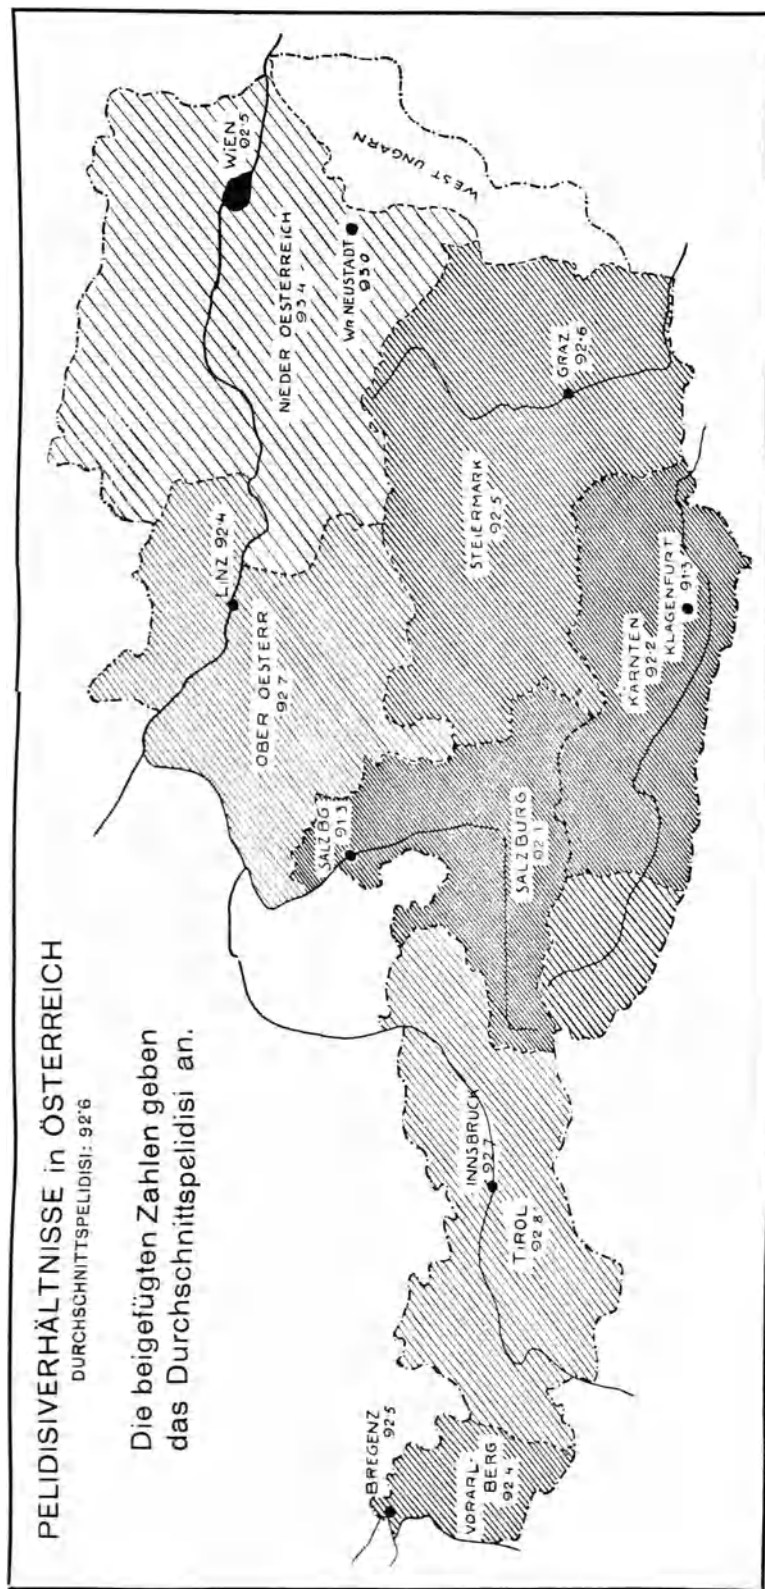 PELIDISIVERHÄLTNISSE in ÖSTERREICH
DURCHSCHNITTSPELIDISI: 92·6
Die beigefügten Zahlen geben
das Durchschnittspelidisi an.
BREGENZ
92·5
VORARL-
BERG
92·4
INNSBRUCK
92·7
TIROL
92·8
SALZBG
91·3
SALZBURG
92·1
OBER OESTERR
92·7
LINZ 92·4
NIEDER OESTERREICH
93·4
WIEN
92·5
WR NEUSTADT
93·0
WEST UNGARN
STEIERMARK
92·5
GRAZ
92·6
KÄRNTEN
92·2
KLAGENFURT
91·3